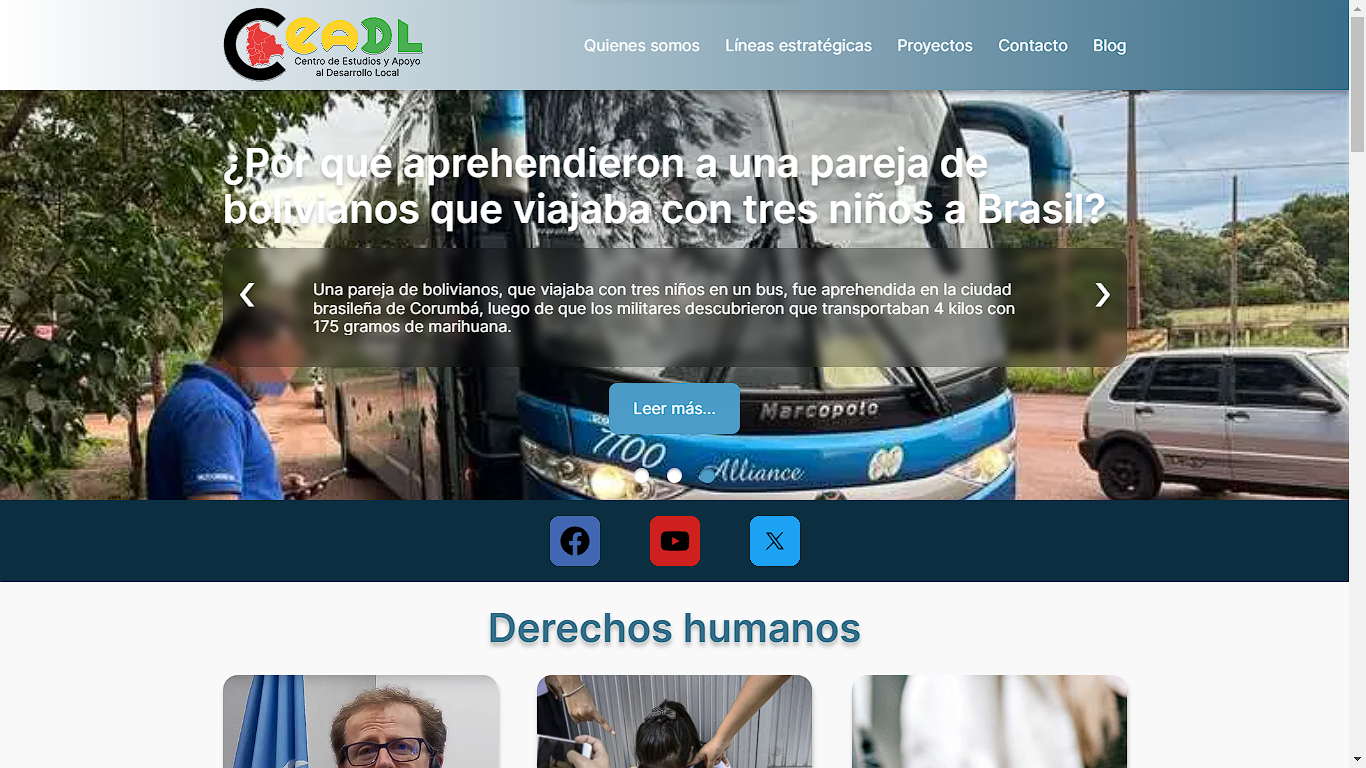 CEADL
Centro de Estudios y Apoyo
al Desarrollo Local
Quienes somos
Líneas estratégicas
Proyectos
Contacto
Blog
¿Por qué aprehendieron a una pareja de
bolivianos que viajaba con tres niños a Brasil?
Una pareja de bolivianos, que viajaba con tres niños en un bus, fue aprehendida en la ciudad
brasileña de Corumbá, luego de que los militares descubrieron que transportaban 4 kilos con
175 gramos de marihuana.
❮
❯
Leer más...
Marcopolo
7100
Alliance
Derechos humanos